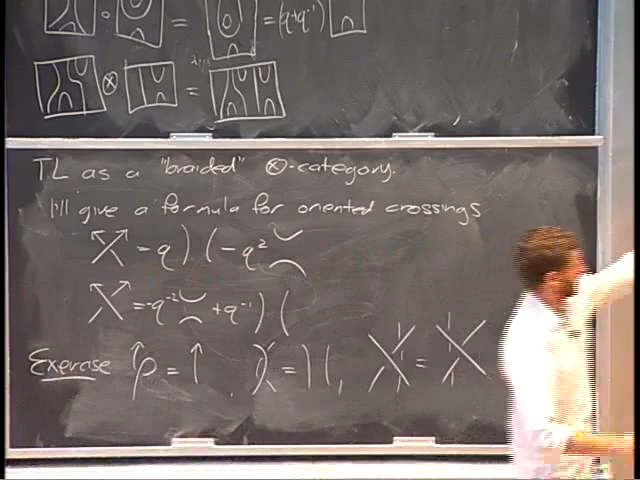 = = (q+q⁻¹)
⊗ =
TL as a "braided" ⊗-category.
I'll give a formula for oriented crossings
= q ) ( - q²
= -q⁻² + q⁻¹ ) (
Exercise = ↑ , = ) ( , =